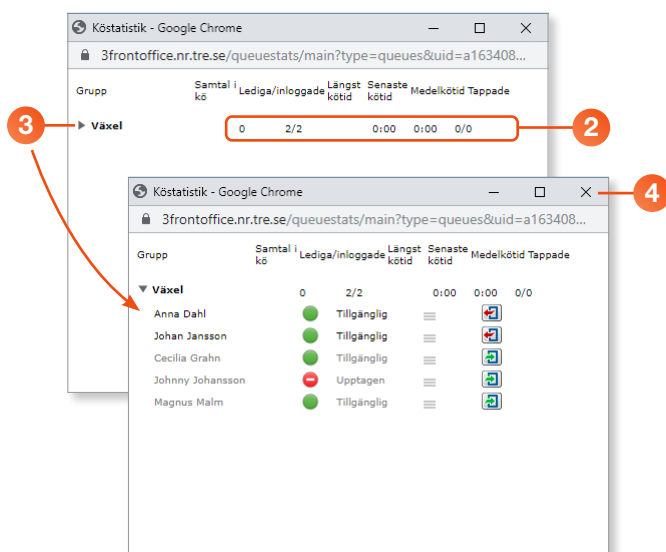 Köstatistik - Google Chrome
3frontoffice.nr.tre.se/queuestats/main?type=queues&uid=a163408...
Grupp Samtal i kö Lediga/inloggade Längst kötid Senaste kötid Medelkötid Tappade
3 Växel 0 2/2 0:00 0:00 0/0 2
Köstatistik - Google Chrome 4
3frontoffice.nr.tre.se/queuestats/main?type=queues&uid=a163408...
Grupp Samtal i kö Lediga/inloggade Längst kötid Senaste kötid Medelkötid Tappade
Växel 0 2/2 0:00 0:00 0/0
Anna Dahl Tillgänglig
Johan Jansson Tillgänglig
Cecilia Grahn Tillgänglig
Johnny Johansson Upptagen
Magnus Malm Tillgänglig